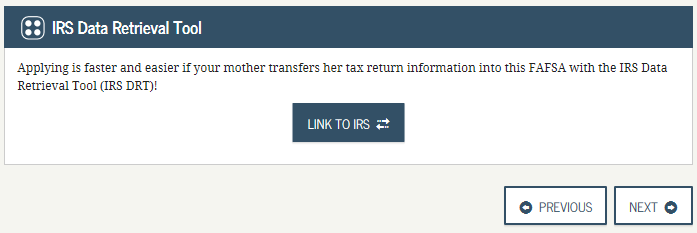 IRS Data Retrieval Tool
Applying is faster and easier if your mother transfers her tax return information into this FAFSA with the IRS Data
Retrieval Tool (IRS DRT)!
LINK TO IRS
PREVIOUS
NEXT